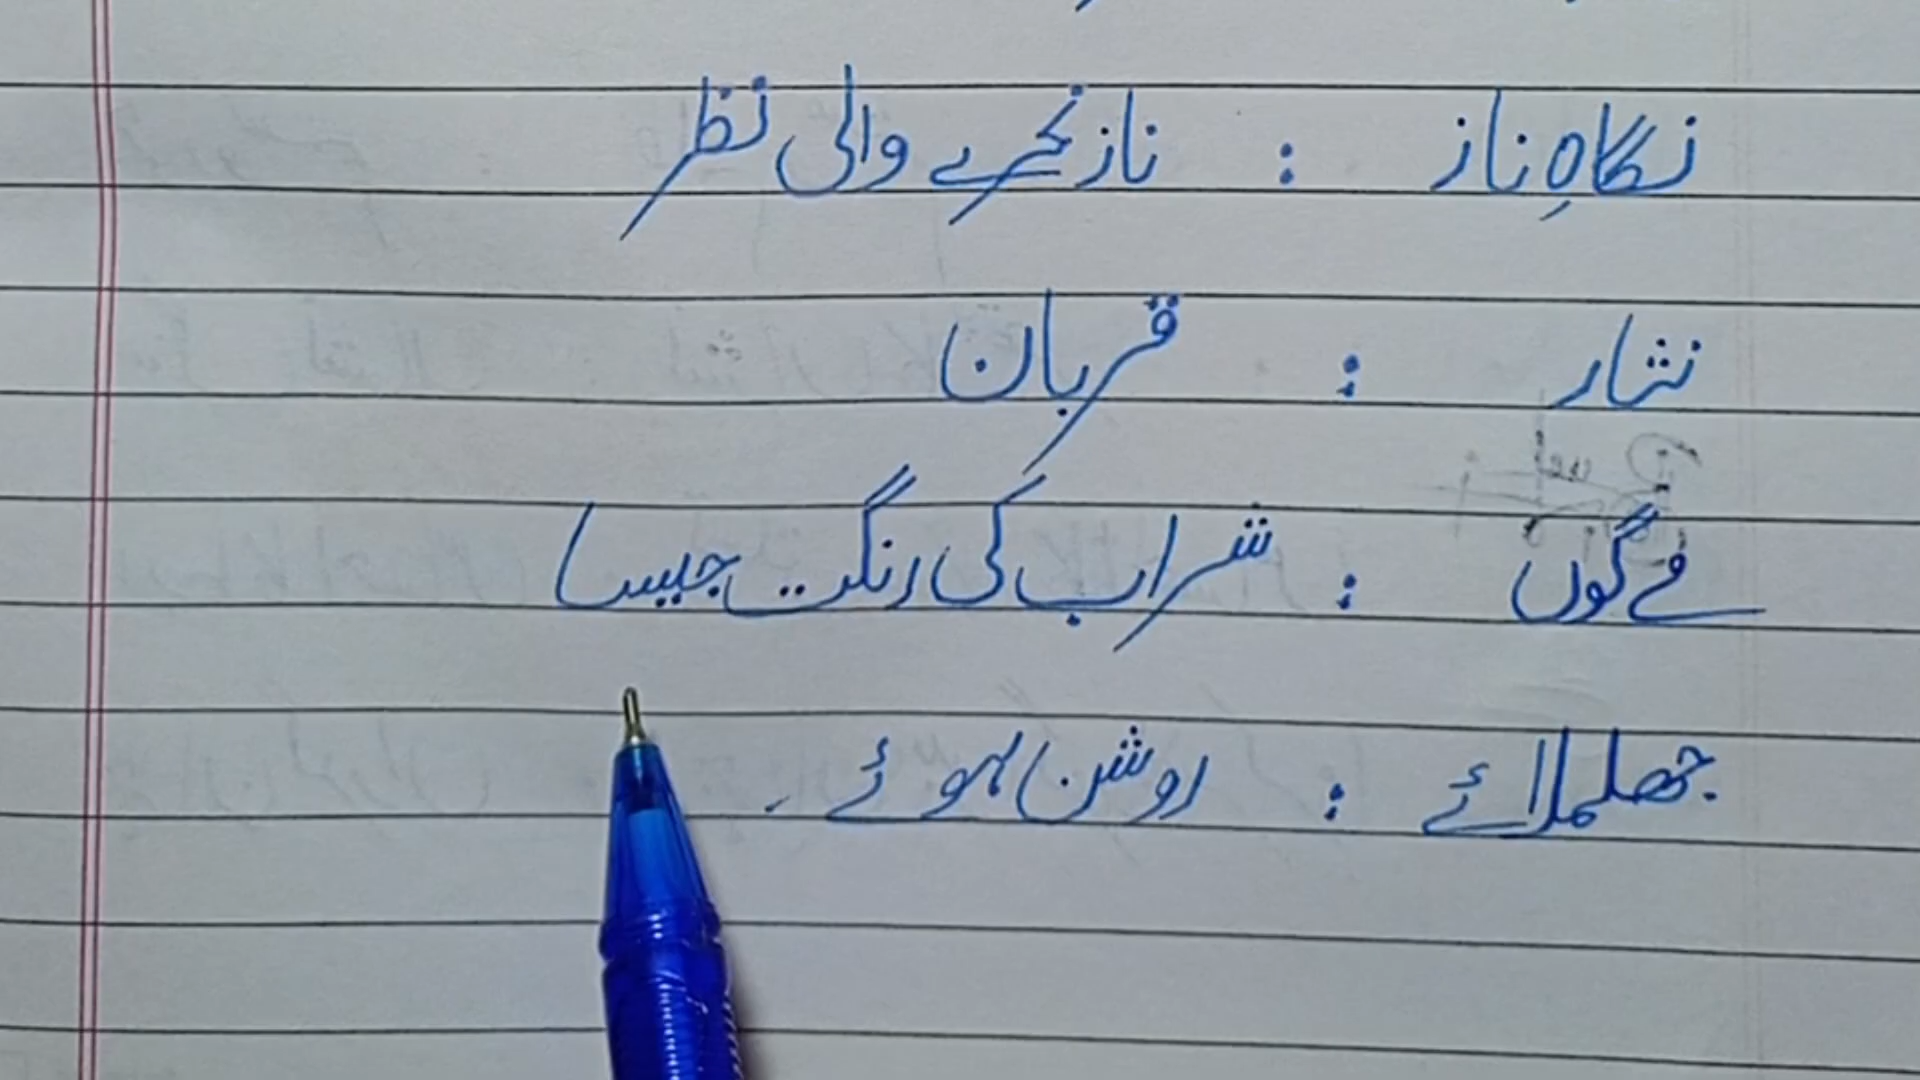 نگاہِ ناز : ناز نخرے والی نظر
نثار : قربان
مے گوں : شراب کی رنگت جیسا
جھلملائے : روشن ہوئے ۔